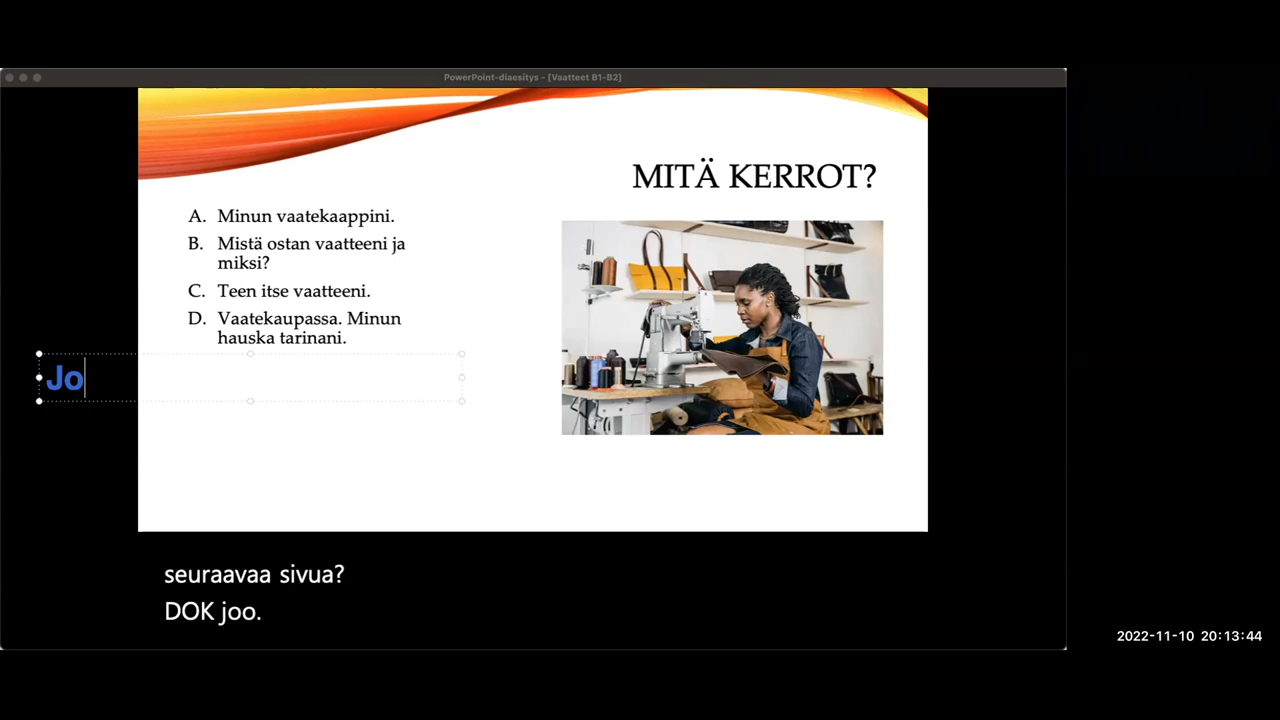 PowerPoint-diaesitys - [Vaatteet B1-B2]
MITÄ KERROT?
A. Minun vaatekaappini.
B. Mistä ostan vaatteeni ja
miksi?
C. Teen itse vaatteeni.
D. Vaatekaupassa. Minun
hauska tarinani.
Jo
seuraavaa sivua?
DOK joo.
2022-11-10 20:13:44